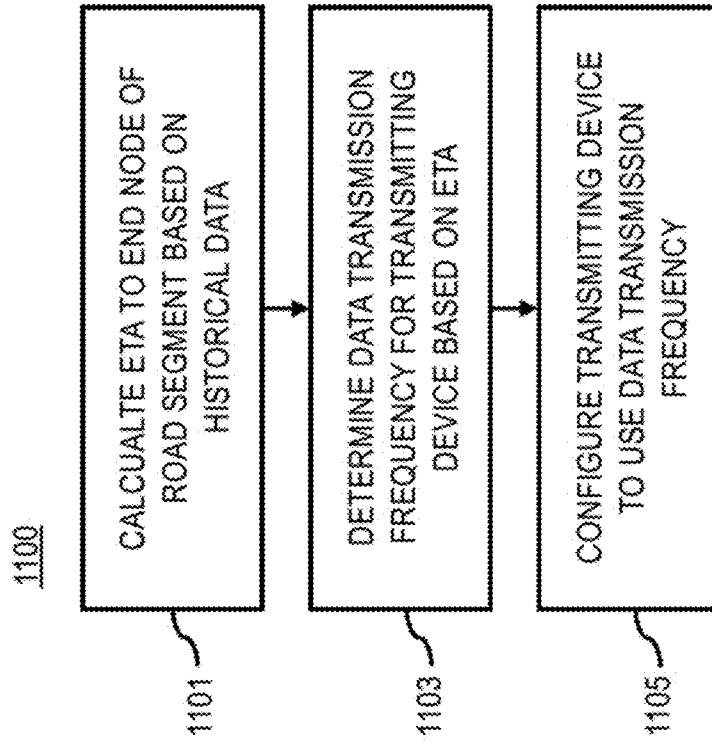 1100
CALCUALTE ETA TO END NODE OF
ROAD SEGMENT BASED ON
HISTORICAL DATA
1101
DETERMINE DATA TRANSMISSION
FREQUENCY FOR TRANSMITTING
DEVICE BASED ON ETA
1103
CONFIGURE TRANSMITTING DEVICE
TO USE DATA TRANSMISSION
FREQUENCY
1105